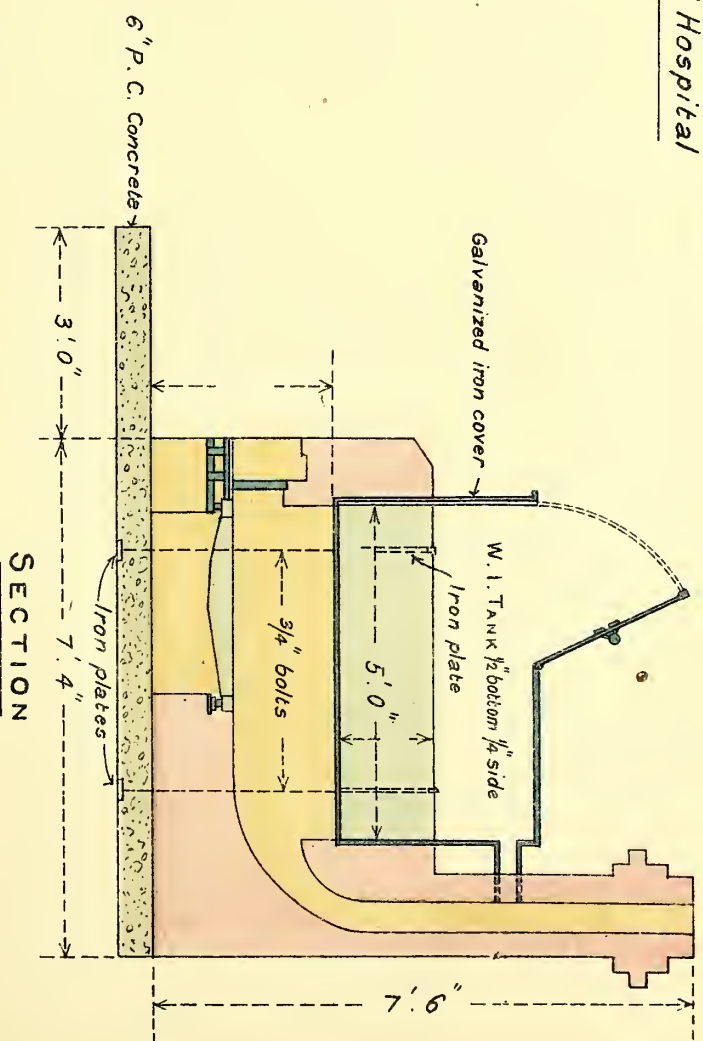 Hospital
Galvanized iron cover
W. I. TANK ½" bottom ¼" side
Iron plate
5'. 0"
¾" bolts
6" P. C. Concrete
Iron plates
3'. 0"
7'. 4"
7'. 6"
SECTION